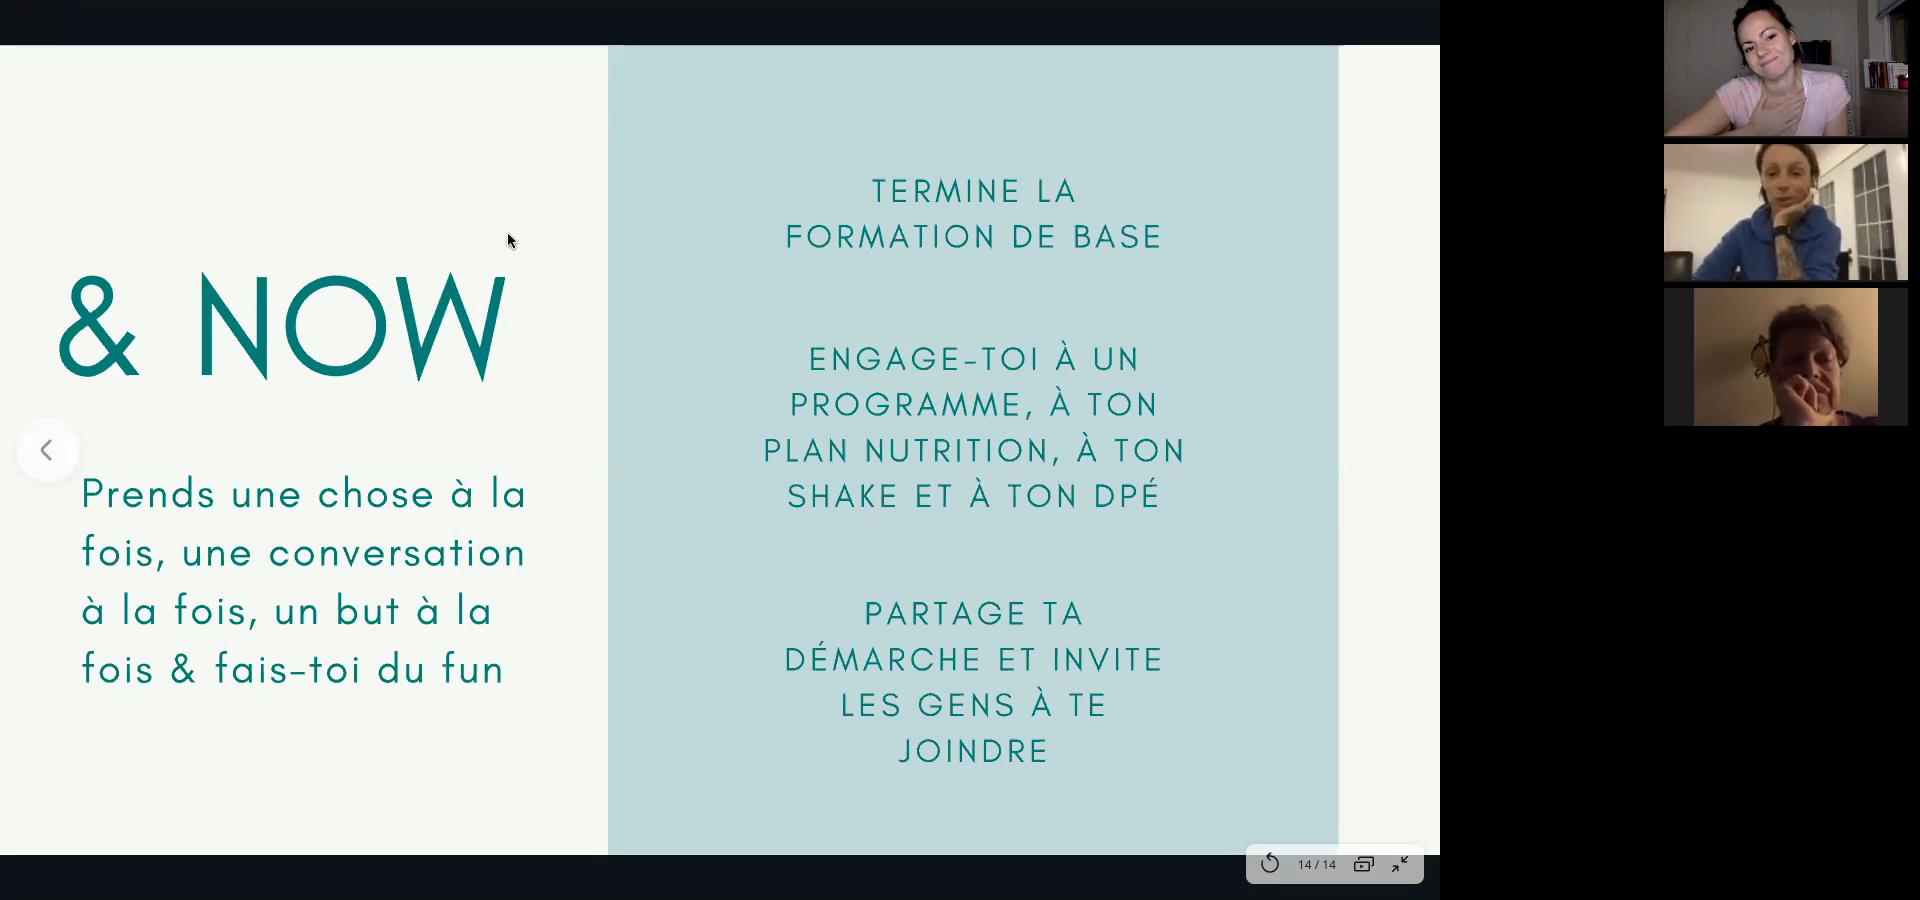 & NOW
Prends une chose à la
fois, une conversation
à la fois, un but à la
fois & fais-toi du fun
TERMINE LA
FORMATION DE BASE
ENGAGE-TOI À UN
PROGRAMME, À TON
PLAN NUTRITION, À TON
SHAKE ET À TON DPÉ
PARTAGE TA
DÉMARCHE ET INVITE
LES GENS À TE
JOINDRE
14 / 14